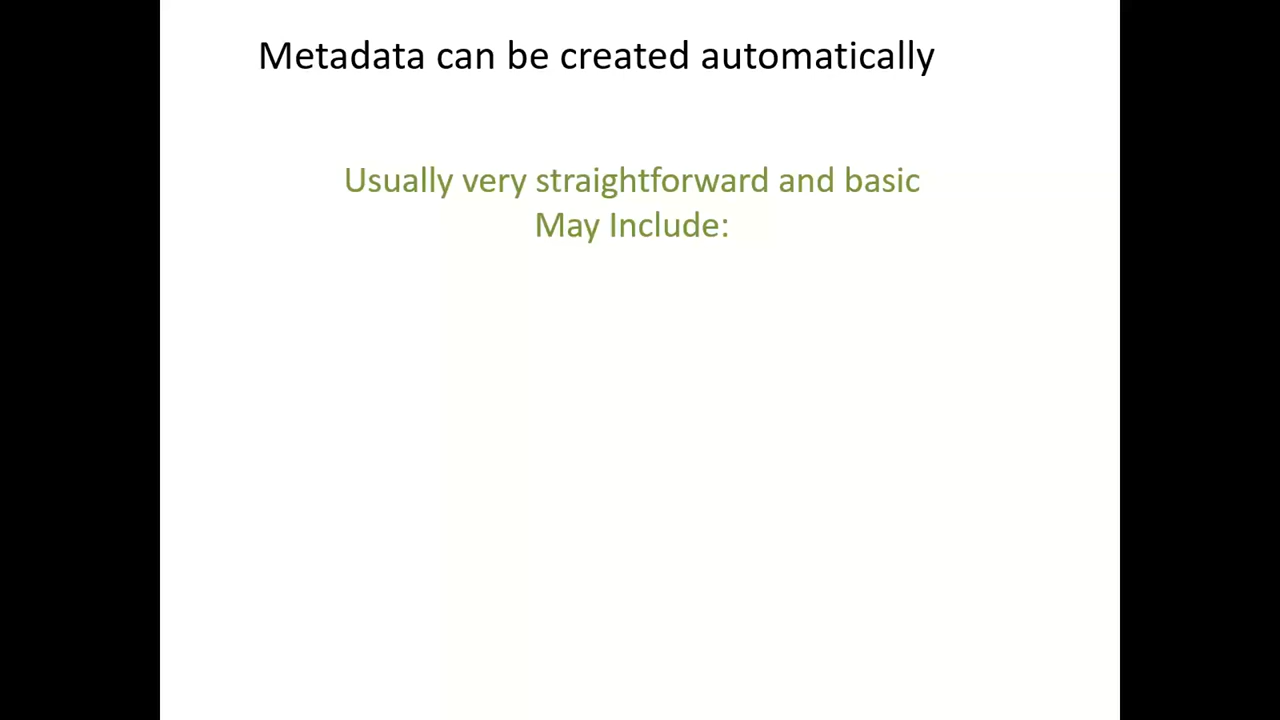 Metadata can be created automatically
Usually very straightforward and basic
May Include: